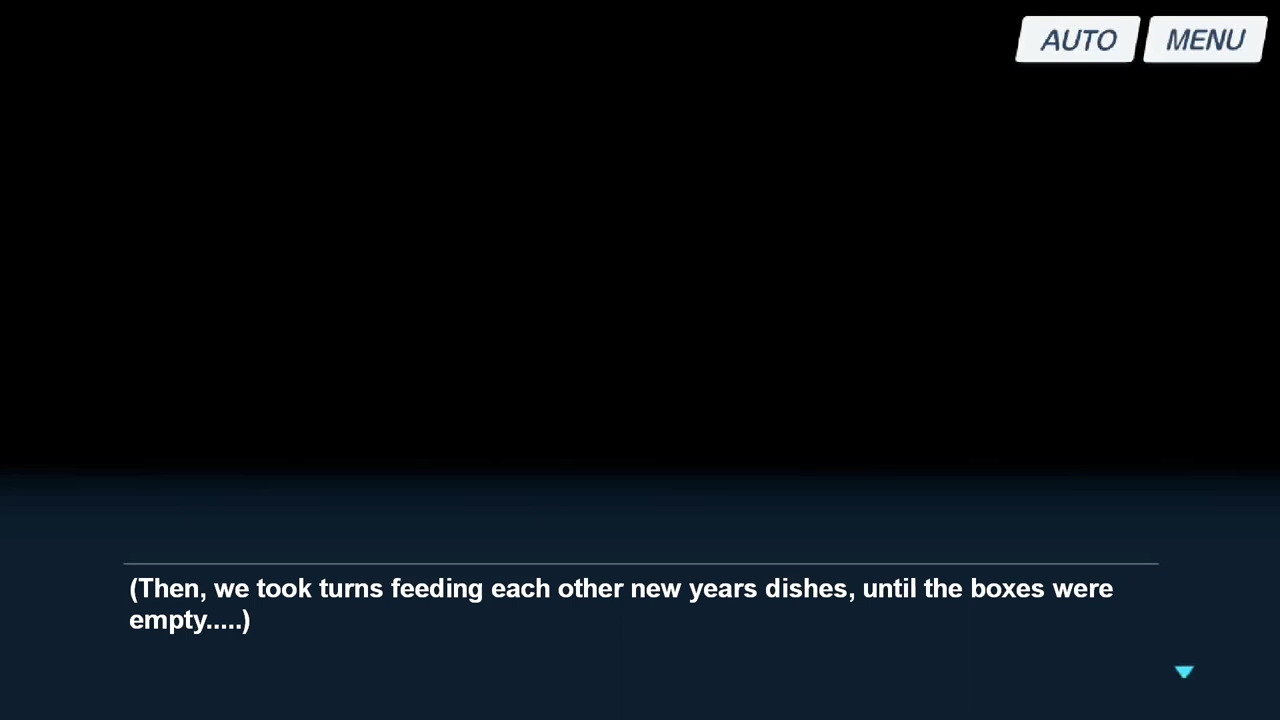 AUTO MENU
(Then, we took turns feeding each other new years dishes, until the boxes were
empty.....)